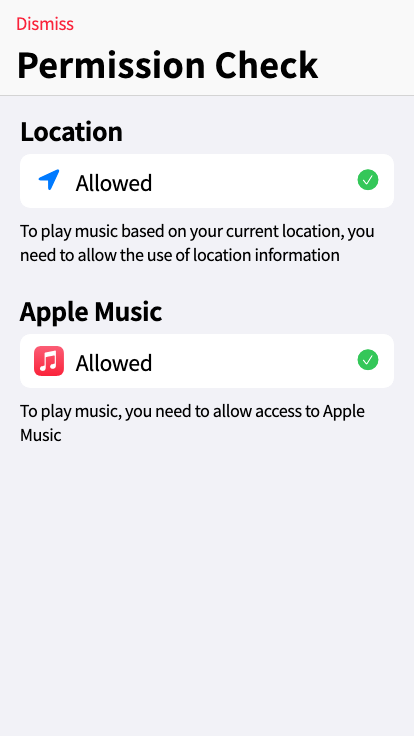 Dismiss
Permission Check
Location
Allowed
To play music based on your current location, you
need to allow the use of location information
Apple Music
Allowed
To play music, you need to allow access to Apple
Music